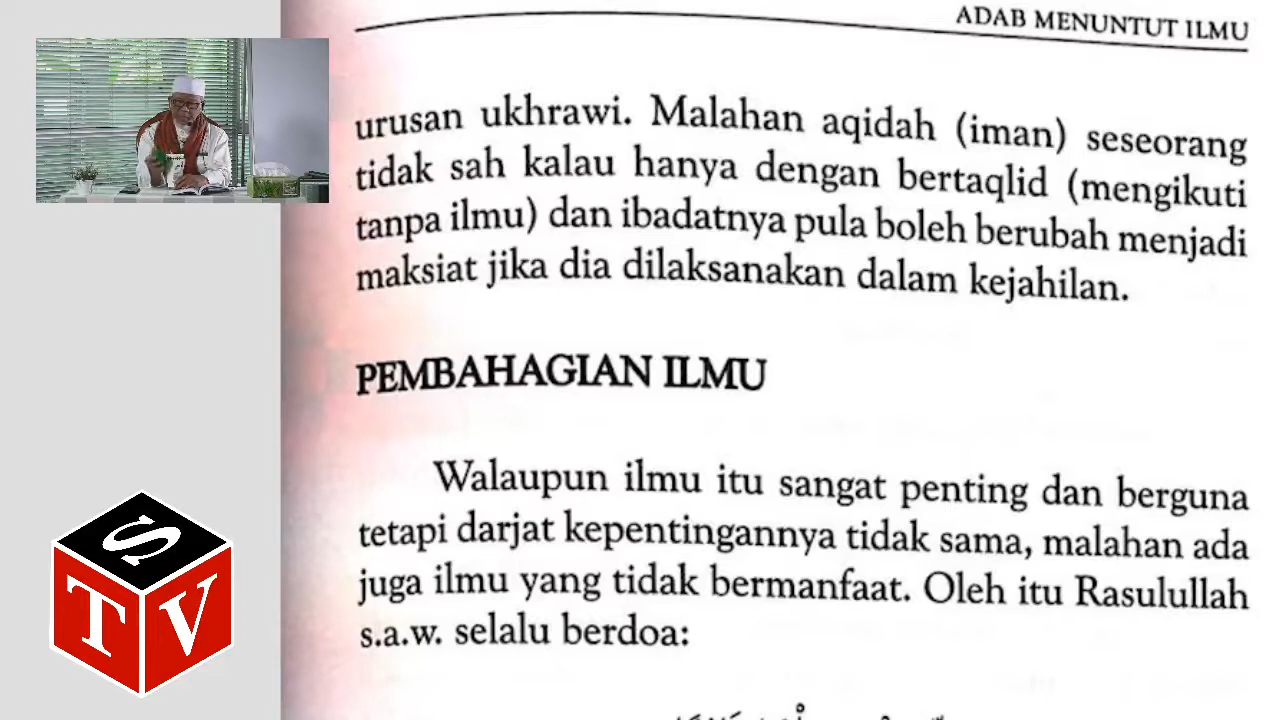 ADAB MENUNTUT ILMU
urusan ukhrawi. Malahan aqidah (iman) seseorang
tidak sah kalau hanya dengan bertaqlid (mengikuti
tanpa ilmu) dan ibadatnya pula boleh berubah menjadi
maksiat jika dia dilaksanakan dalam kejahilan.
PEMBAHAGIAN ILMU
Walaupun ilmu itu sangat penting dan berguna
tetapi darjat kepentingannya tidak sama, malahan ada
juga ilmu yang tidak bermanfaat. Oleh itu Rasulullah
s.a.w. selalu berdoa:
STV